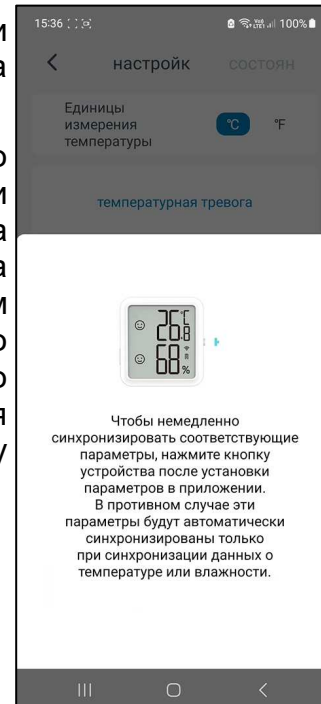 15:36
100%
настройк
состоян
Единицы
измерения
температуры
°C
°F
температурная тревога
26.8
°C
68
%
Чтобы немедленно
синхронизировать соответствующие
параметры, нажмите кнопку
устройства после установки
параметров в приложении.
В противном случае эти
параметры будут автоматически
синхронизированы только
при синхронизации данных о
температуре или влажности.